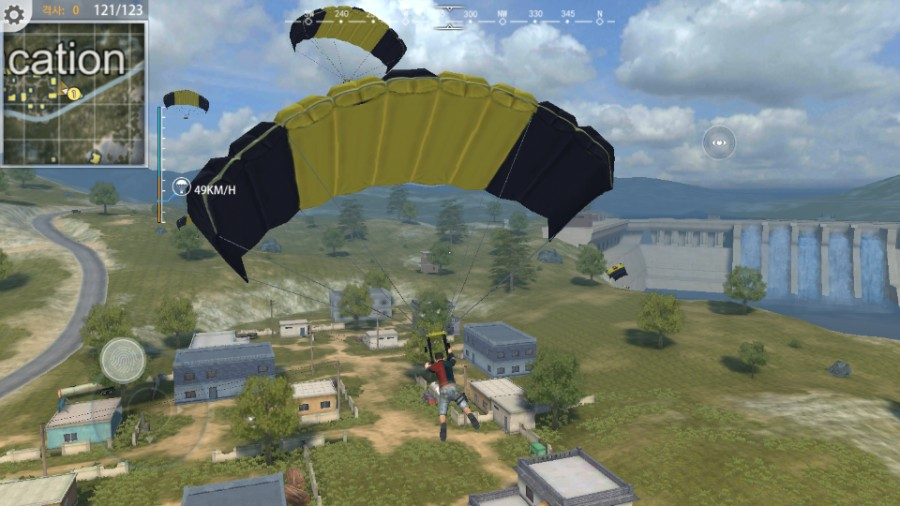 격사: 0 121/123
240 300 NW 330 345 N
cation
49KM/H